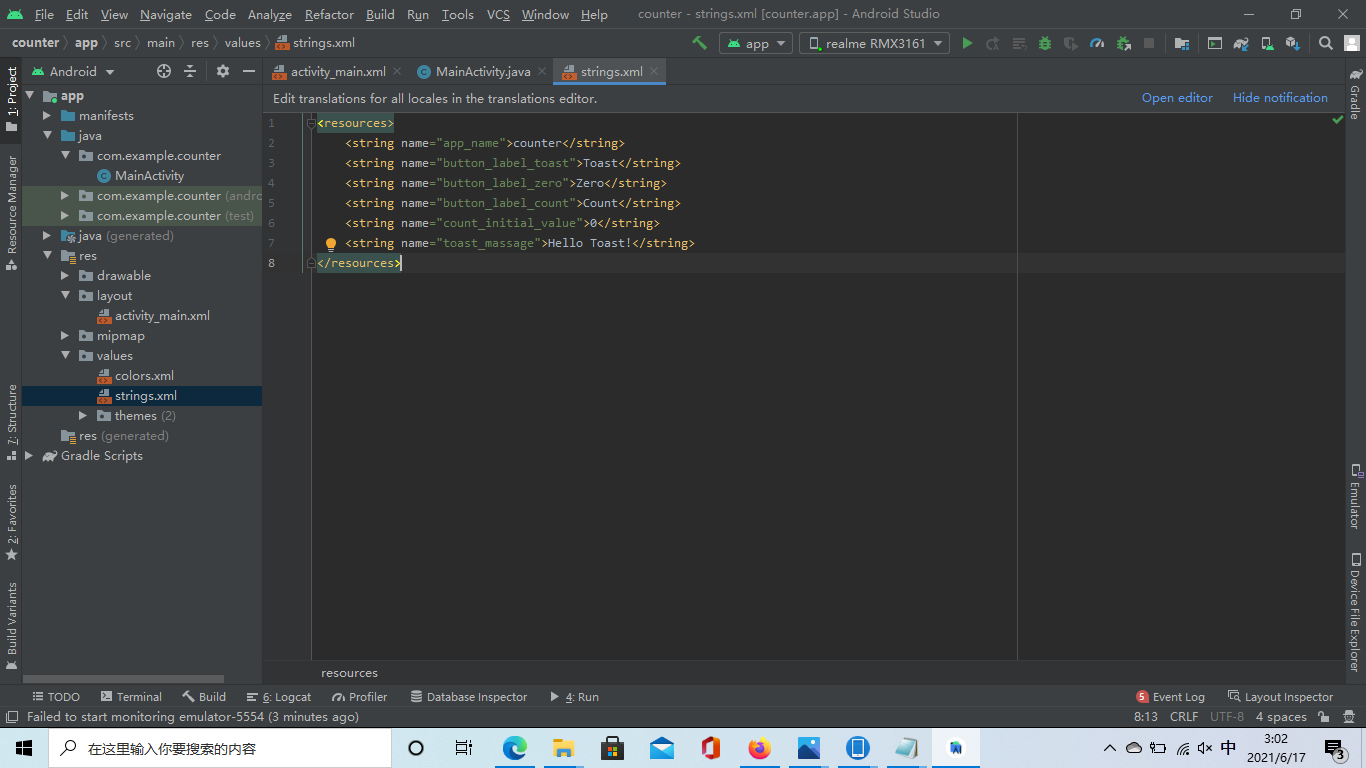 File Edit View Navigate Code Analyze Refactor Build Run Tools VCS Window Help counter - strings.xml [counter.app] - Android Studio
counter app src main res values strings.xml app realme RMX3161
1: Project
Resource Manager
7: Structure
2: Favorites
Build Variants
Android
app
manifests
java
com.example.counter
MainActivity
com.example.counter (andro
com.example.counter (test)
java (generated)
res
drawable
layout
activity_main.xml
mipmap
values
colors.xml
strings.xml
themes (2)
res (generated)
Gradle Scripts
activity_main.xml MainActivity.java strings.xml
Edit translations for all locales in the translations editor. Open editor Hide notification
1 <resources>
2 <string name="app_name">counter</string>
3 <string name="button_label_toast">Toast</string>
4 <string name="button_label_zero">Zero</string>
5 <string name="button_label_count">Count</string>
6 <string name="count_initial_value">0</string>
7 <string name="toast_massage">Hello Toast!</string>
8 </resources>
resources
Gradle
Emulator
Device File Explorer
TODO Terminal Build 6: Logcat Profiler Database Inspector 4: Run 5 Event Log Layout Inspector
Failed to start monitoring emulator-5554 (3 minutes ago) 8:13 CRLF UTF-8 4 spaces
在这里输入你要搜索的内容 中 3:02
2021/6/17 3